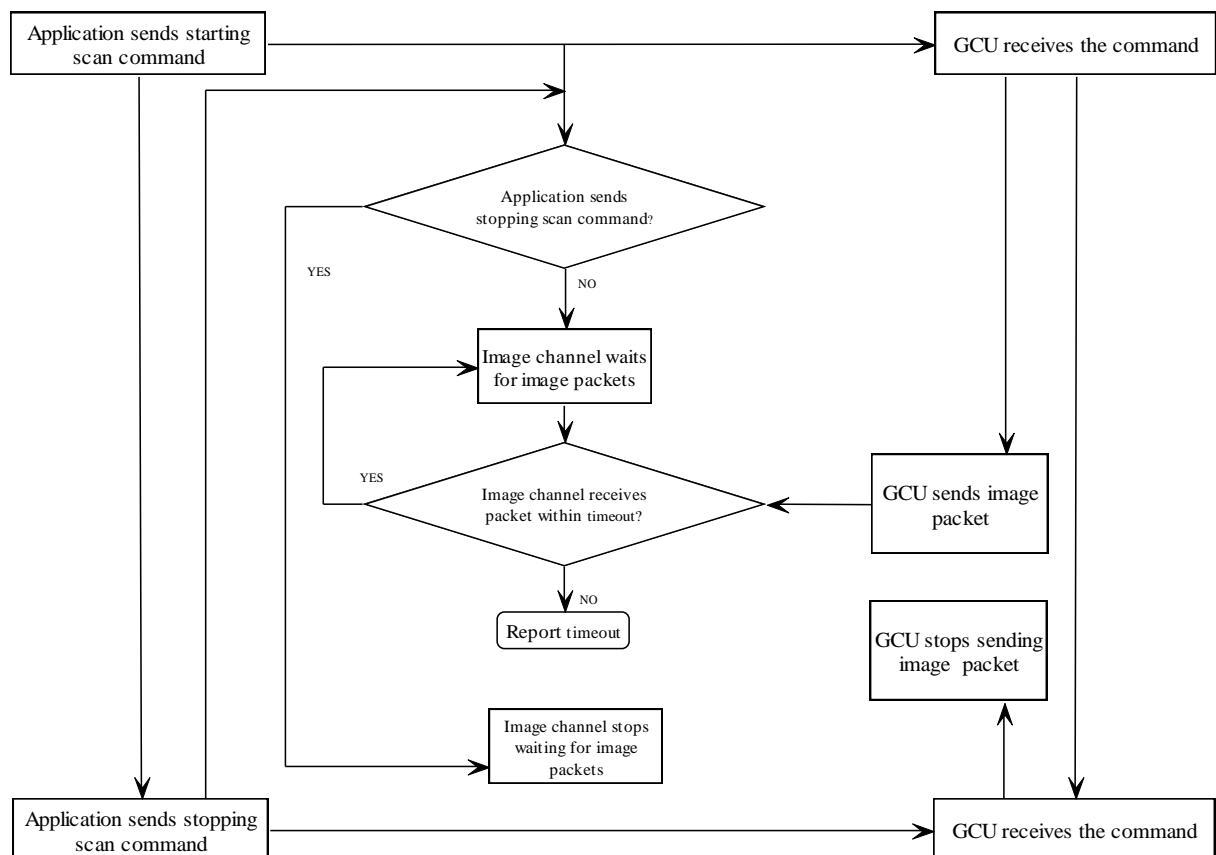 Application sends starting
scan command
GCU receives the command
Application sends
stopping scan command?
YES
NO
Image channel waits
for image packets
YES
Image channel receives
packet within timeout?
GCU sends image
packet
NO
Report timeout
GCU stops sending
image packet
Image channel stops
waiting for image
packets
Application sends stopping
scan command
GCU receives the command